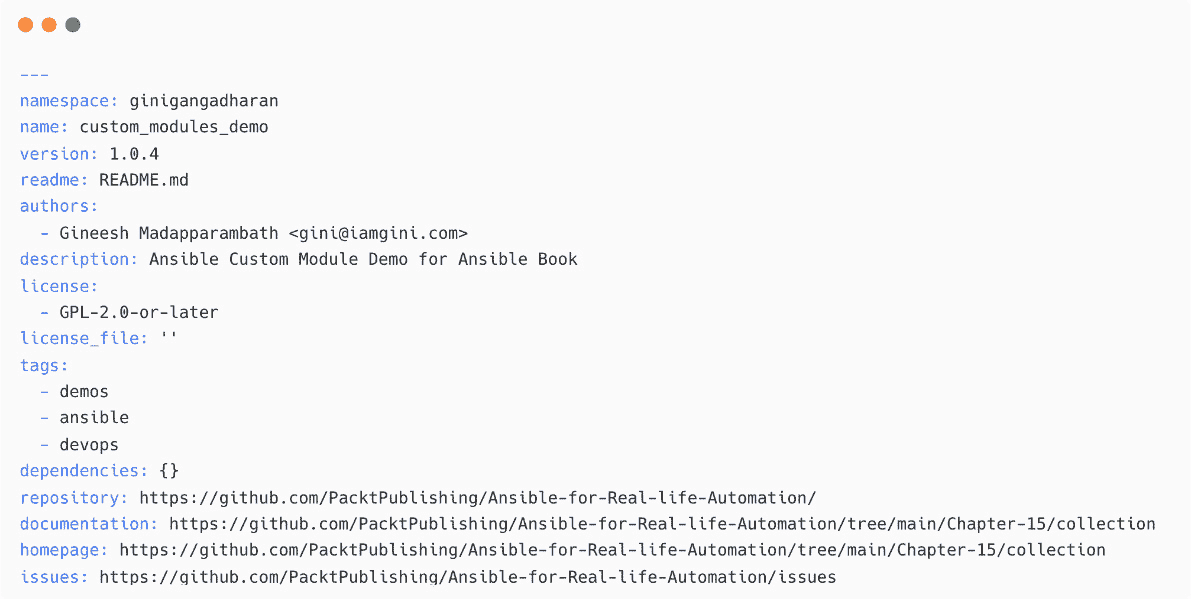 ---
namespace: ginigangadharan
name: custom_modules_demo
version: 1.0.4
readme: README.md
authors:
  - Gineesh Madapparambath <gini@iamgini.com>
description: Ansible Custom Module Demo for Ansible Book
license:
  - GPL-2.0-or-later
license_file: ''
tags:
  - demos
  - ansible
  - devops
dependencies: {}
repository: https://github.com/PacktPublishing/Ansible-for-Real-life-Automation/
documentation: https://github.com/PacktPublishing/Ansible-for-Real-life-Automation/tree/main/Chapter-15/collection
homepage: https://github.com/PacktPublishing/Ansible-for-Real-life-Automation/tree/main/Chapter-15/collection
issues: https://github.com/PacktPublishing/Ansible-for-Real-life-Automation/issues